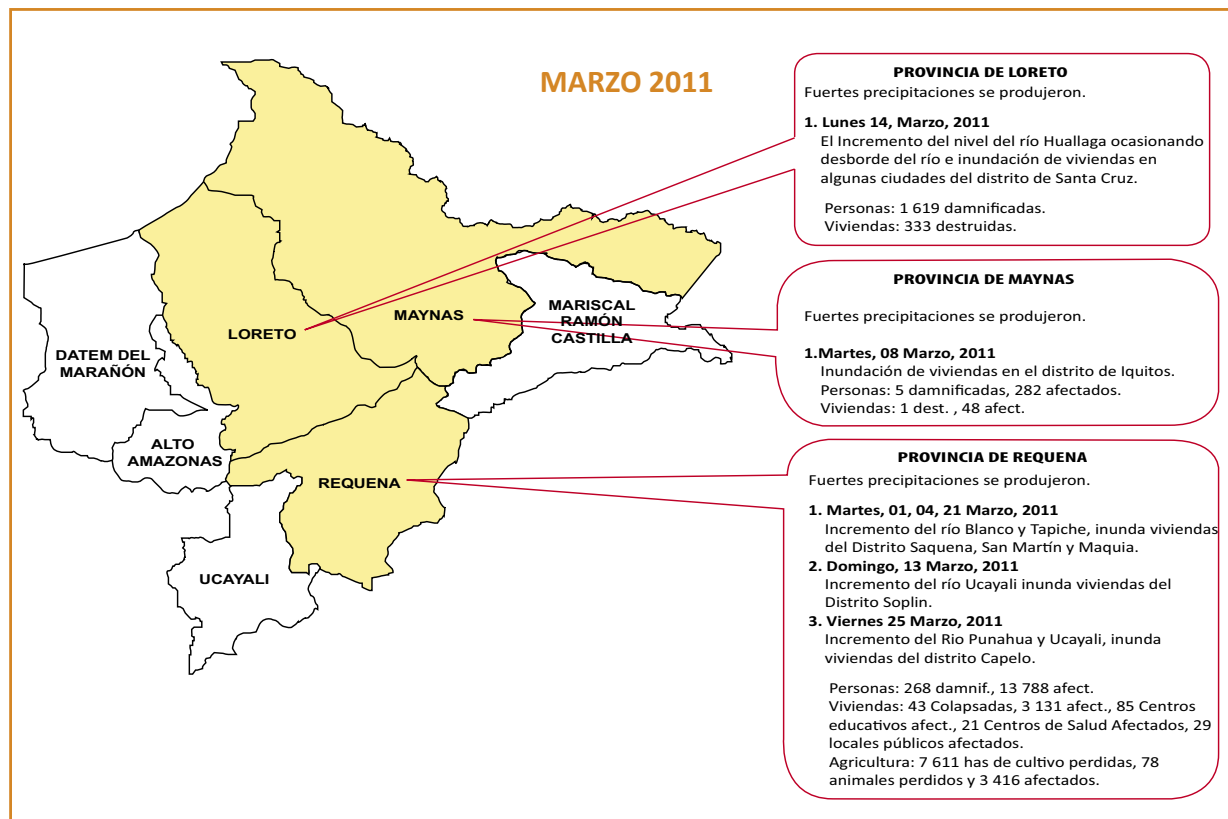 MARZO 2011
LORETO
MAYNAS
MARISCAL
RAMÓN
CASTILLA
DATEM DEL
MARAÑÓN
ALTO
AMAZONAS
REQUENA
UCAYALI
PROVINCIA DE LORETO
Fuertes precipitaciones se produjeron.
1. Lunes 14, Marzo, 2011
El Incremento del nivel del río Huallaga ocasionando
desborde del río e inundación de viviendas en
algunas ciudades del distrito de Santa Cruz.
Personas: 1 619 damnificadas.
Viviendas: 333 destruidas.
PROVINCIA DE MAYNAS
Fuertes precipitaciones se produjeron.
1.Martes, 08 Marzo, 2011
Inundación de viviendas en el distrito de Iquitos.
Personas: 5 damnificadas, 282 afectados.
Viviendas: 1 dest. , 48 afect.
PROVINCIA DE REQUENA
Fuertes precipitaciones se produjeron.
1. Martes, 01, 04, 21 Marzo, 2011
Incremento del río Blanco y Tapiche, inunda viviendas
del Distrito Saquena, San Martín y Maquia.
2. Domingo, 13 Marzo, 2011
Incremento del río Ucayali inunda viviendas del
Distrito Soplin.
3. Viernes 25 Marzo, 2011
Incremento del Rio Punahua y Ucayali, inunda
viviendas del distrito Capelo.
Personas: 268 damnif., 13 788 afect.
Viviendas: 43 Colapsadas, 3 131 afect., 85 Centros
educativos afect., 21 Centros de Salud Afectados, 29
locales públicos afectados.
Agricultura: 7 611 has de cultivo perdidas, 78
animales perdidos y 3 416 afectados.